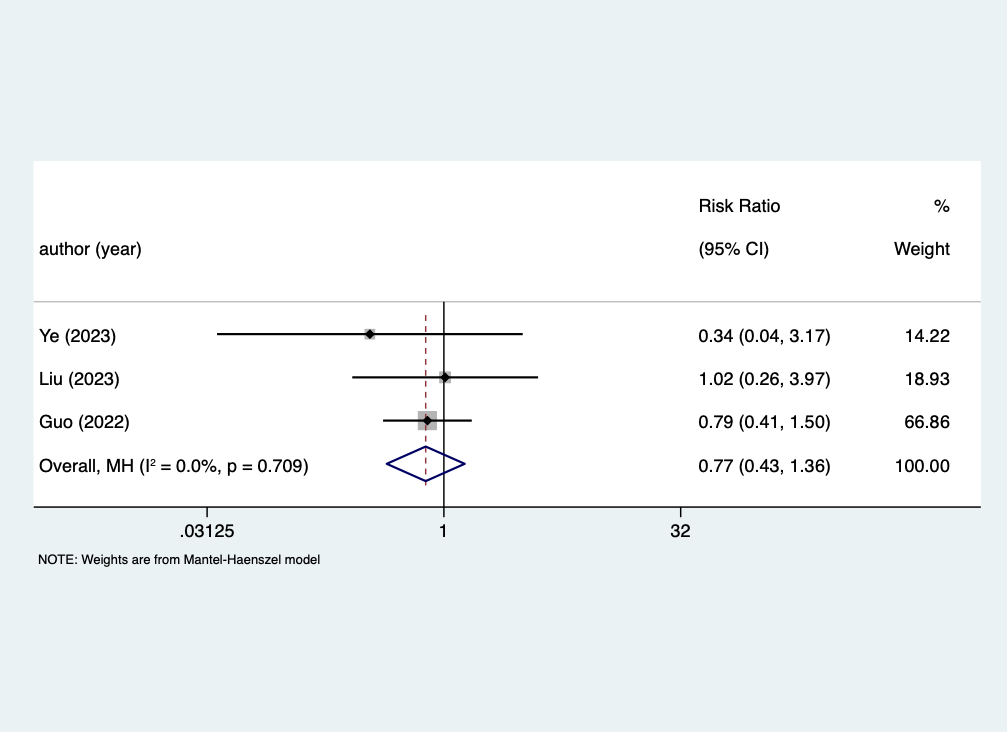 Risk Ratio %
author (year) (95% CI) Weight
Ye (2023) 0.34 (0.04, 3.17) 14.22
Liu (2023) 1.02 (0.26, 3.97) 18.93
Guo (2022) 0.79 (0.41, 1.50) 66.86
Overall, MH (I² = 0.0%, p = 0.709) 0.77 (0.43, 1.36) 100.00
.03125 1 32
NOTE: Weights are from Mantel-Haenszel model